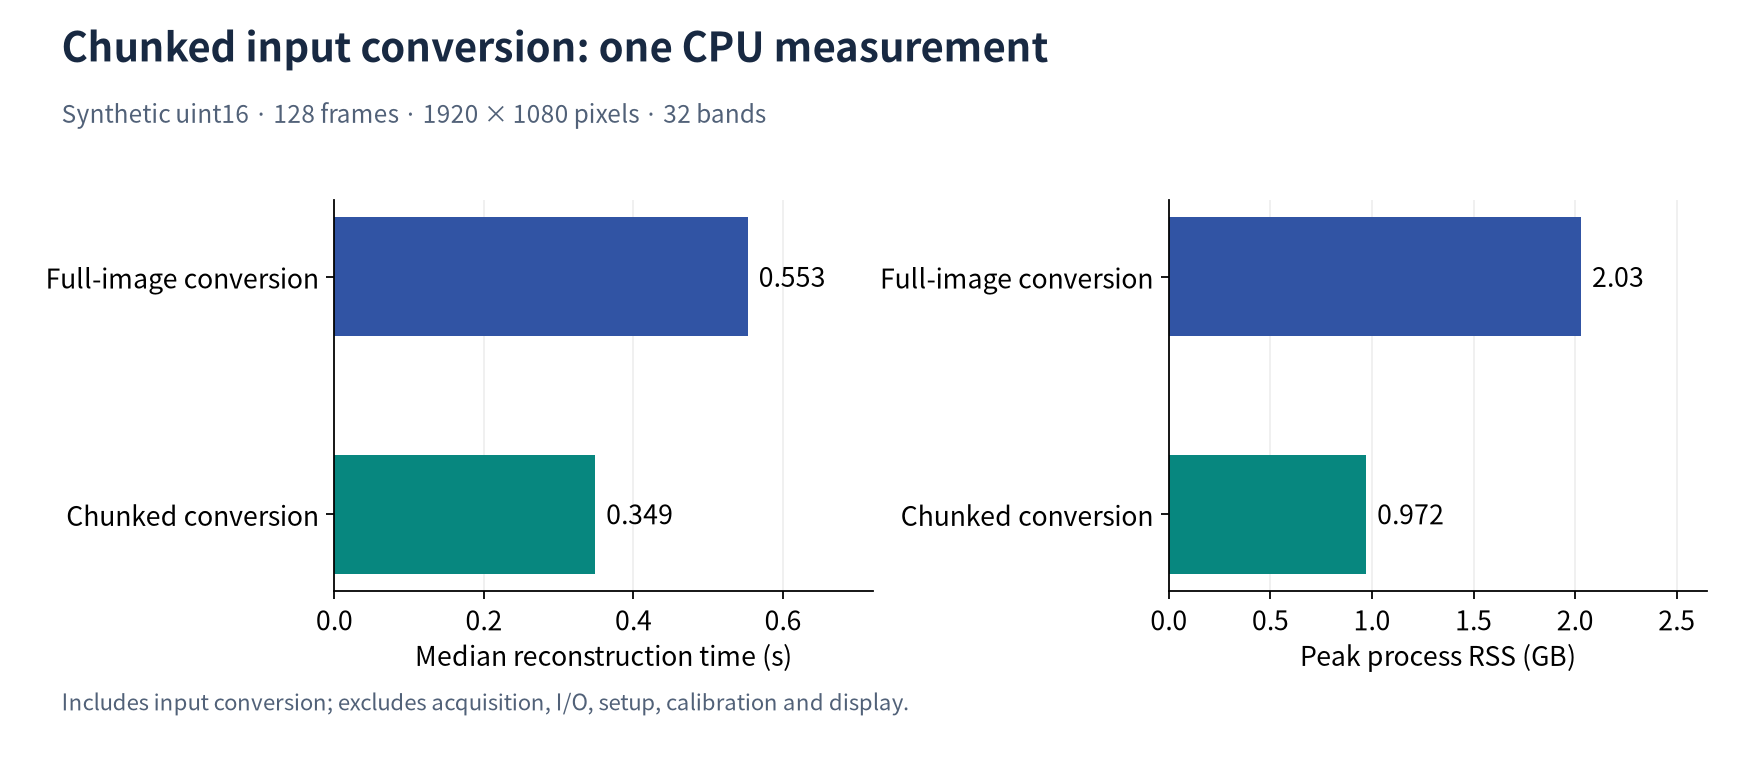 Chunked input conversion: one CPU measurement
Synthetic uint16 · 128 frames · 1920 × 1080 pixels · 32 bands
Full-image conversion
0.553
Chunked conversion
0.349
0.0 0.2 0.4 0.6
Median reconstruction time (s)
Full-image conversion
2.03
Chunked conversion
0.972
0.0 0.5 1.0 1.5 2.0 2.5
Peak process RSS (GB)
Includes input conversion; excludes acquisition, I/O, setup, calibration and display.